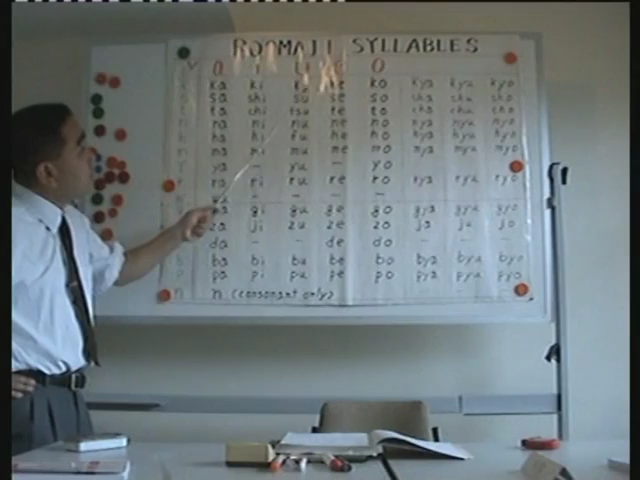 ROOMAJI SYLLABLES
a i u e o
k ka ki ku ke ko kya kyu kyo
sa shi su se so sha shu sho
ta chi tsu te to cha chu cho
na ni nu ne no nya nyu nyo
ha hi fu he ho hya hyu hyo
ma mi mu me mo mya myu myo
ya — yu — yo
ra ri ru re ro rya ryu ryo
wa — — —
ga gi gu ge go gya gyu gyo
za ji zu ze zo ja ju jo
da — — de do
ba bi bu be bo bya byu byo
p pa pi pu pe po pya pyu pyo
n n (consonant only)